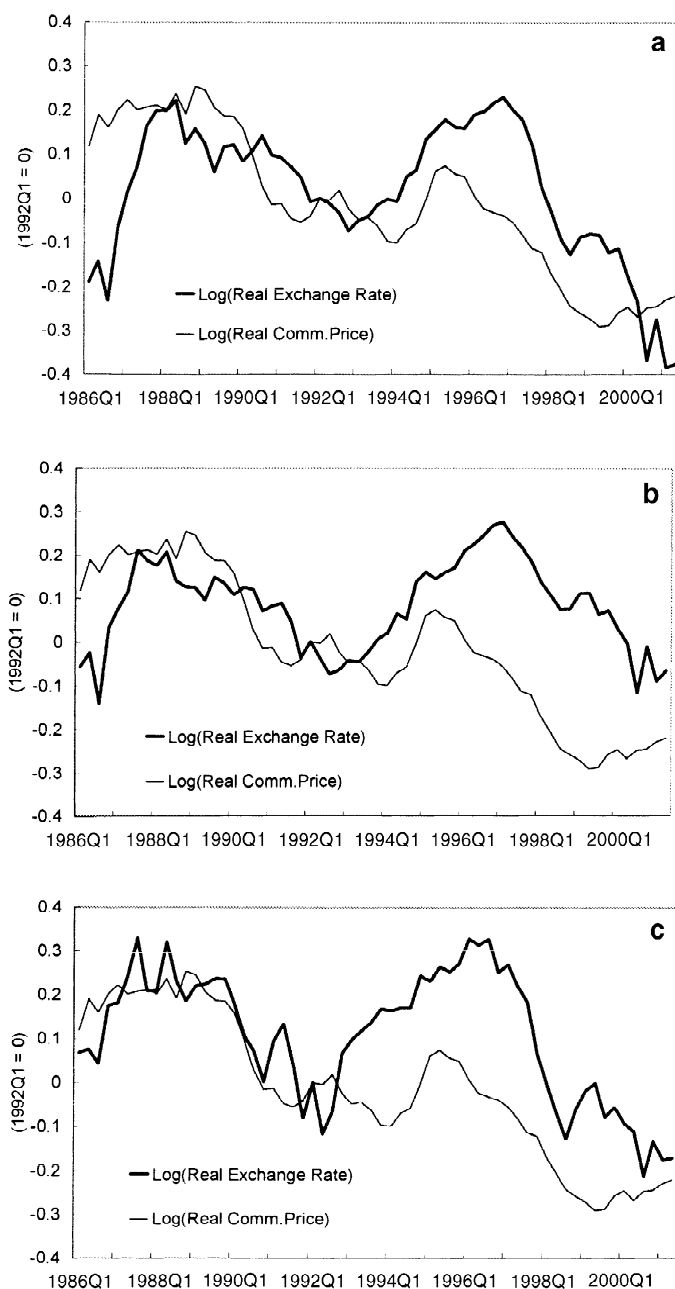 a
0.4
0.3
0.2
0.1
0
-0.1
-0.2
-0.3
-0.4
(1992Q1 = 0)
Log(Real Exchange Rate)
Log(Real Comm.Price)
1986Q1 1988Q1 1990Q1 1992Q1 1994Q1 1996Q1 1998Q1 2000Q1
b
0.4
0.3
0.2
0.1
0
-0.1
-0.2
-0.3
-0.4
(1992Q1 = 0)
Log(Real Exchange Rate)
Log(Real Comm.Price)
1986Q1 1988Q1 1990Q1 1992Q1 1994Q1 1996Q1 1998Q1 2000Q1
c
0.4
0.3
0.2
0.1
0
-0.1
-0.2
-0.3
-0.4
(1992Q1 = 0)
Log(Real Exchange Rate)
Log(Real Comm.Price)
1986Q1 1988Q1 1990Q1 1992Q1 1994Q1 1996Q1 1998Q1 2000Q1